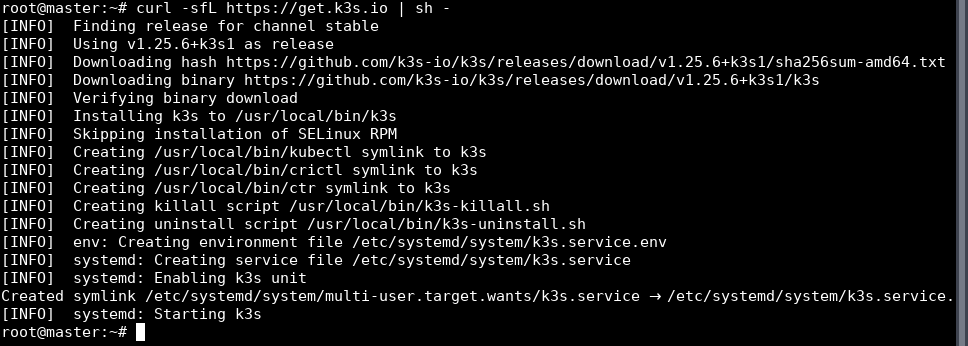 root@master:~# curl -sfL https://get.k3s.io | sh -
[INFO]  Finding release for channel stable
[INFO]  Using v1.25.6+k3s1 as release
[INFO]  Downloading hash https://github.com/k3s-io/k3s/releases/download/v1.25.6+k3s1/sha256sum-amd64.txt
[INFO]  Downloading binary https://github.com/k3s-io/k3s/releases/download/v1.25.6+k3s1/k3s
[INFO]  Verifying binary download
[INFO]  Installing k3s to /usr/local/bin/k3s
[INFO]  Skipping installation of SELinux RPM
[INFO]  Creating /usr/local/bin/kubectl symlink to k3s
[INFO]  Creating /usr/local/bin/crictl symlink to k3s
[INFO]  Creating /usr/local/bin/ctr symlink to k3s
[INFO]  Creating killall script /usr/local/bin/k3s-killall.sh
[INFO]  Creating uninstall script /usr/local/bin/k3s-uninstall.sh
[INFO]  env: Creating environment file /etc/systemd/system/k3s.service.env
[INFO]  systemd: Creating service file /etc/systemd/system/k3s.service
[INFO]  systemd: Enabling k3s unit
Created symlink /etc/systemd/system/multi-user.target.wants/k3s.service → /etc/systemd/system/k3s.service.
[INFO]  systemd: Starting k3s
root@master:~#